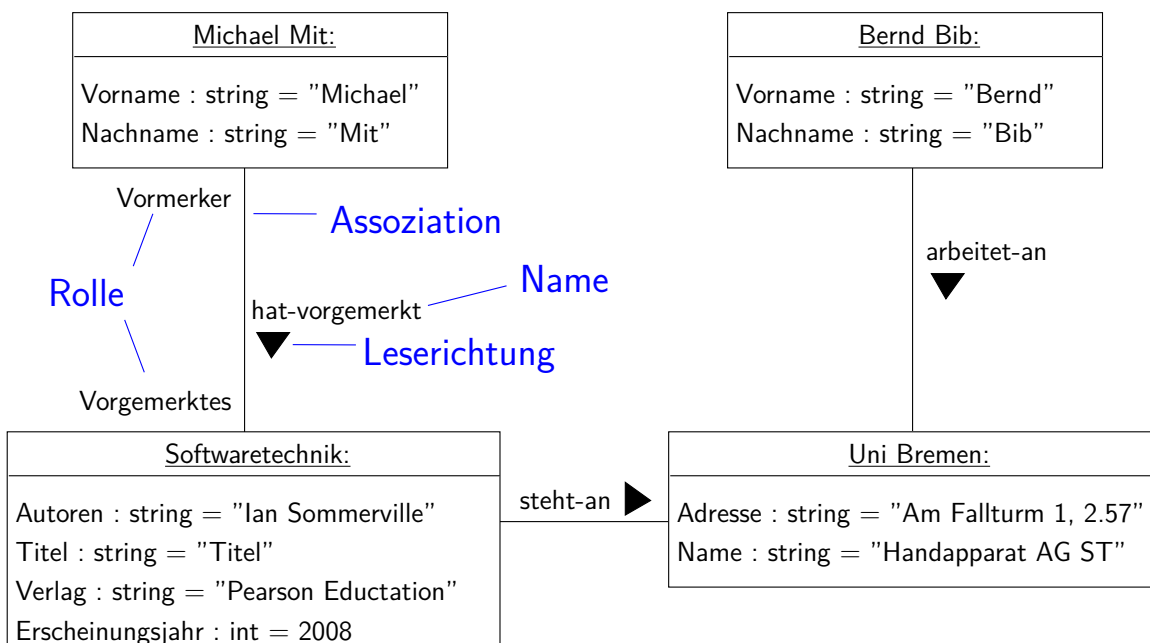 Michael Mit:
Vorname : string = ”Michael”
Nachname : string = ”Mit”
Bernd Bib:
Vorname : string = ”Bernd”
Nachname : string = ”Bib”
Vormerker
Assoziation
Rolle
Name
hat-vorgemerkt
Leserichtung
Vorgemerktes
arbeitet-an
Softwaretechnik:
Autoren : string = ”Ian Sommerville”
Titel : string = ”Titel”
Verlag : string = ”Pearson Eductation”
Erscheinungsjahr : int = 2008
steht-an
Uni Bremen:
Adresse : string = ”Am Fallturm 1, 2.57”
Name : string = ”Handapparat AG ST”